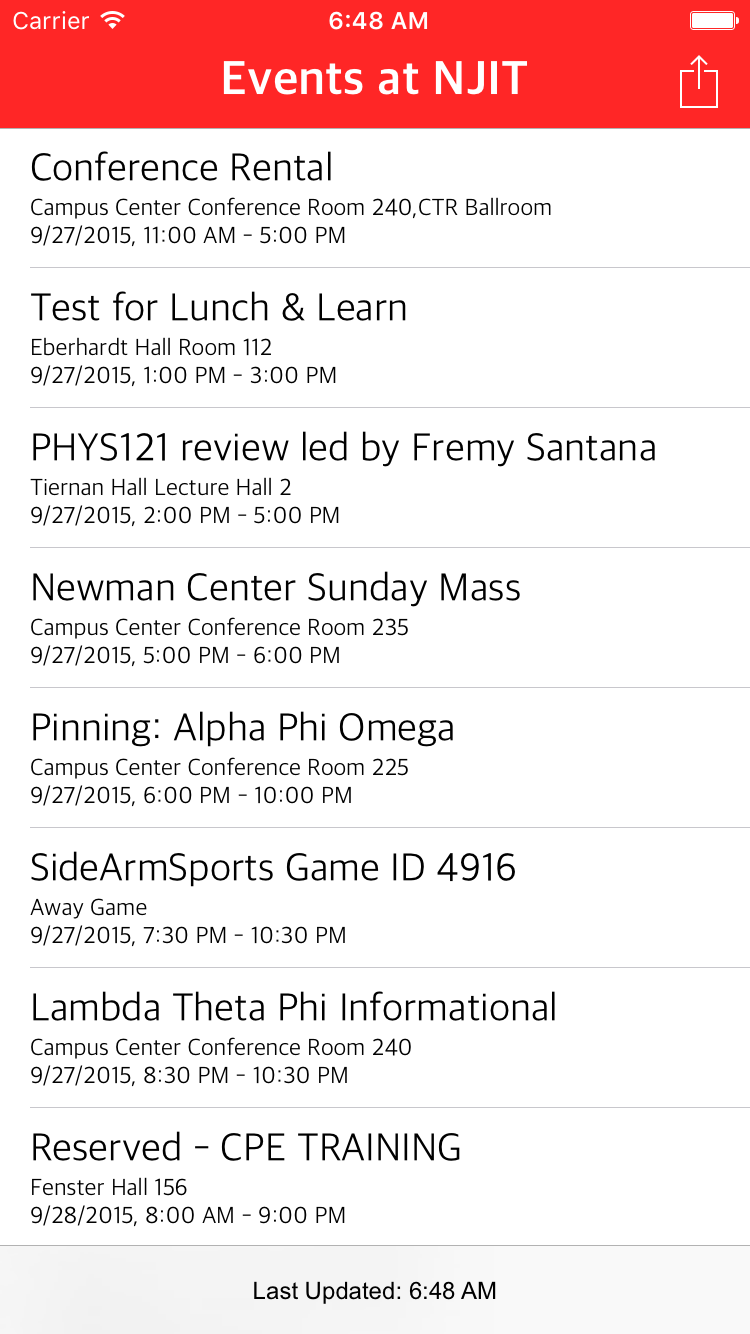 Carrier 6:48 AM
Events at NJIT
Conference Rental
Campus Center Conference Room 240,CTR Ballroom
9/27/2015, 11:00 AM - 5:00 PM
Test for Lunch & Learn
Eberhardt Hall Room 112
9/27/2015, 1:00 PM - 3:00 PM
PHYS121 review led by Fremy Santana
Tiernan Hall Lecture Hall 2
9/27/2015, 2:00 PM - 5:00 PM
Newman Center Sunday Mass
Campus Center Conference Room 235
9/27/2015, 5:00 PM - 6:00 PM
Pinning: Alpha Phi Omega
Campus Center Conference Room 225
9/27/2015, 6:00 PM - 10:00 PM
SideArmSports Game ID 4916
Away Game
9/27/2015, 7:30 PM - 10:30 PM
Lambda Theta Phi Informational
Campus Center Conference Room 240
9/27/2015, 8:30 PM - 10:30 PM
Reserved - CPE TRAINING
Fenster Hall 156
9/28/2015, 8:00 AM - 9:00 PM
Last Updated: 6:48 AM